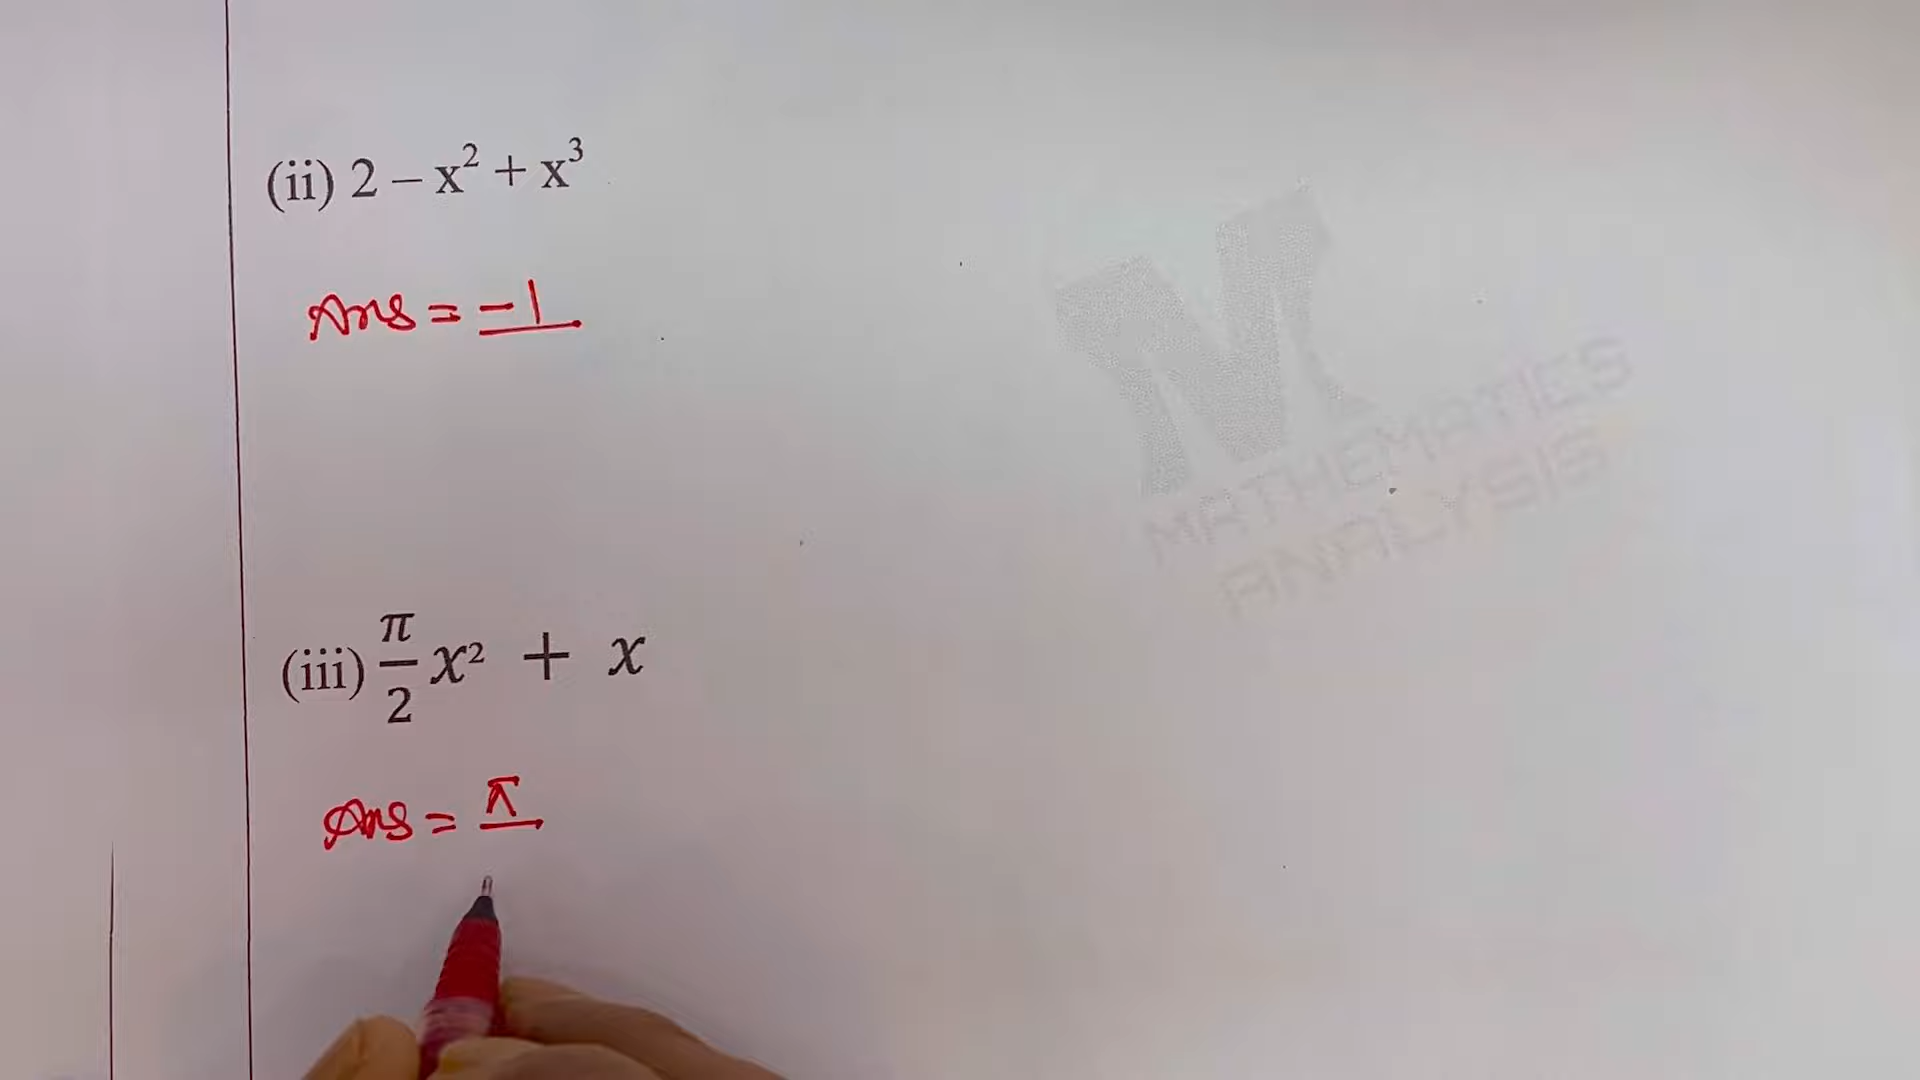 (ii) 2 – x² + x³
Ans = -1
(iii) π/2 x² + x
Ans = π
MATHEMATICS
ANALYSIS